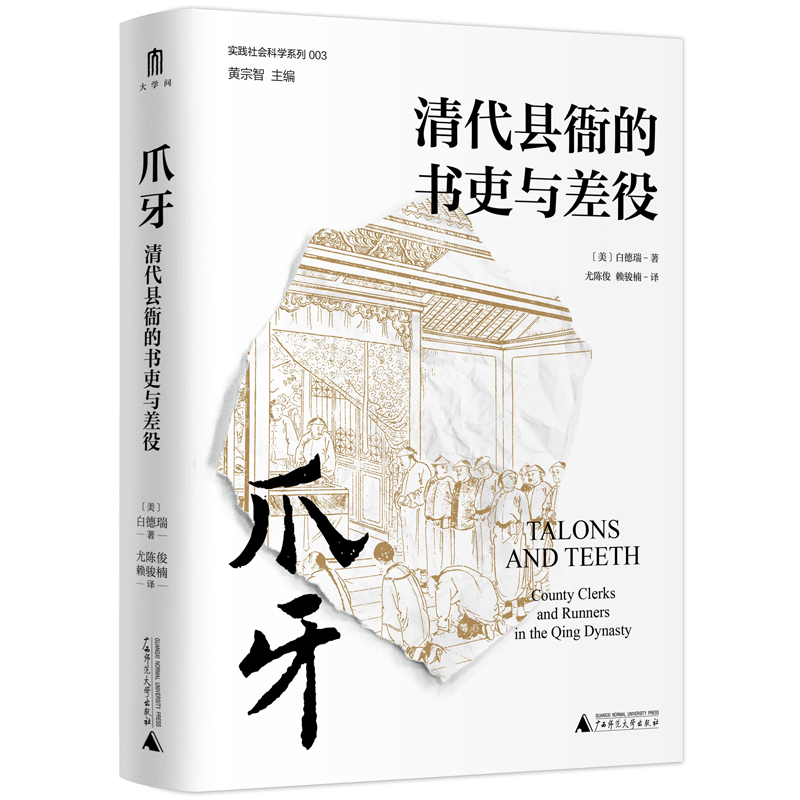 大学问
爪牙
清代县衙的书吏与差役
〔美〕
白德瑞
—著—
尤陈俊
赖骏楠
—译—
广西师范大学出版社
GUANGXI NORMAL UNIVERSITY PRESS
实践社会科学系列 003
黄宗智 主编
清代县衙的
书吏与差役
〔美〕白德瑞~著
尤陈俊 赖骏楠~译
爪牙
TALONS
AND TEETH
County Clerks
and Runners
in the Qing Dynasty
GUANGXI NORMAL UNIVERSITY PRESS
广西师范大学出版社